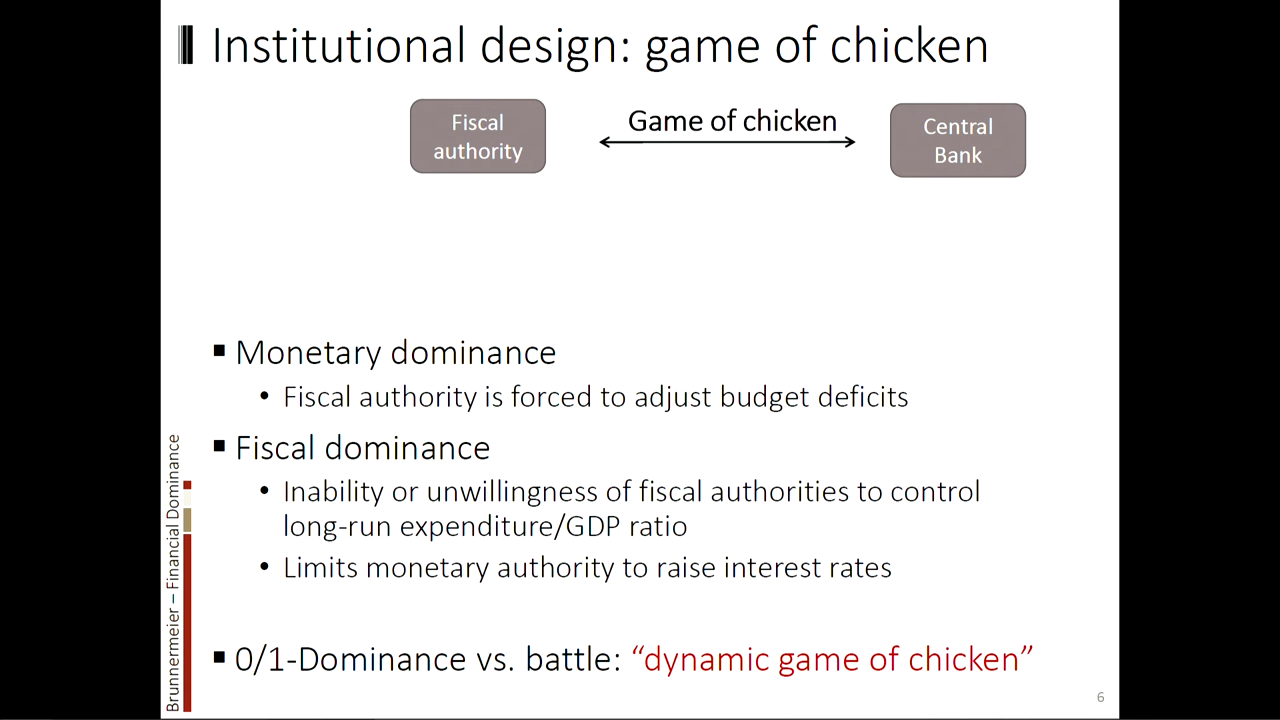 Institutional design: game of chicken
Fiscal
authority
Game of chicken
Central
Bank
Monetary dominance
Fiscal authority is forced to adjust budget deficits
Fiscal dominance
Inability or unwillingness of fiscal authorities to control
long-run expenditure/GDP ratio
Limits monetary authority to raise interest rates
0/1-Dominance vs. battle: “dynamic game of chicken”
Brunnermeier – Financial Dominance
6